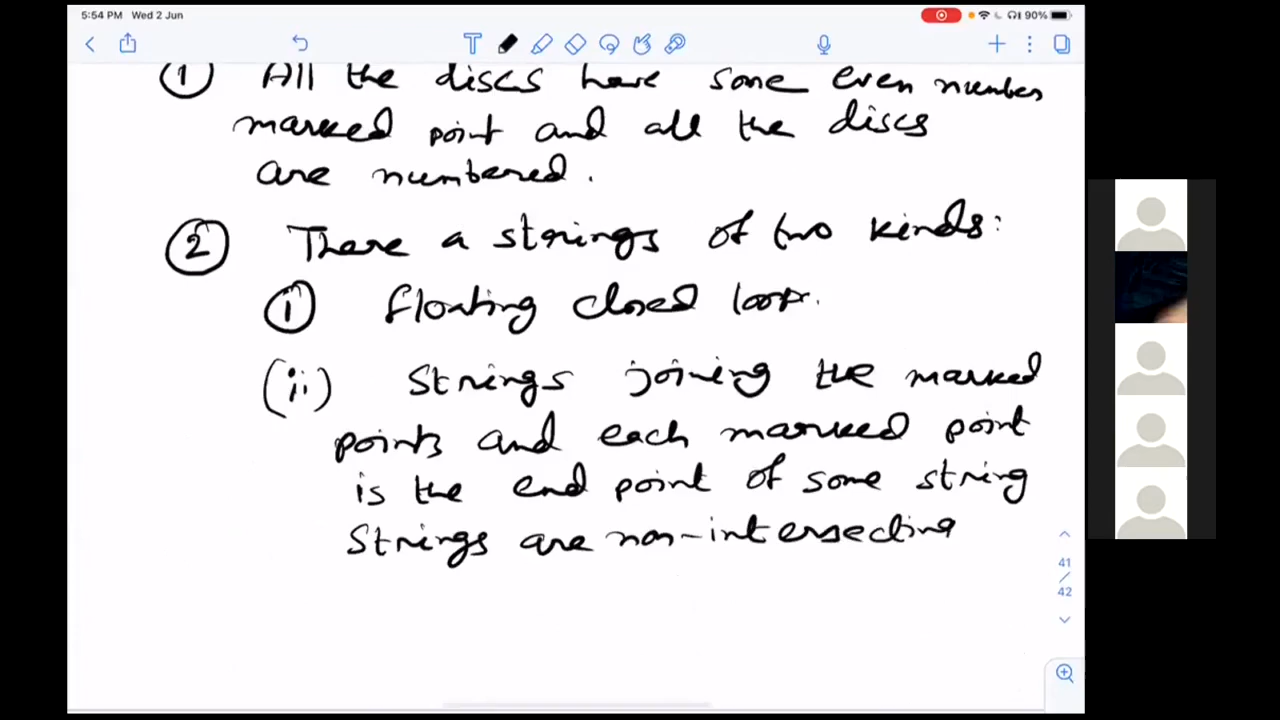 5:54 PM Wed 2 Jun
90%
① All the discs have some even number
marked point and all the discs
are numbered.
② There a strings of two kinds:
① floating closed loop.
(ii) Strings joining the marked
points and each marked point
is the end point of some string
Strings are non-intersecting
41
/
42